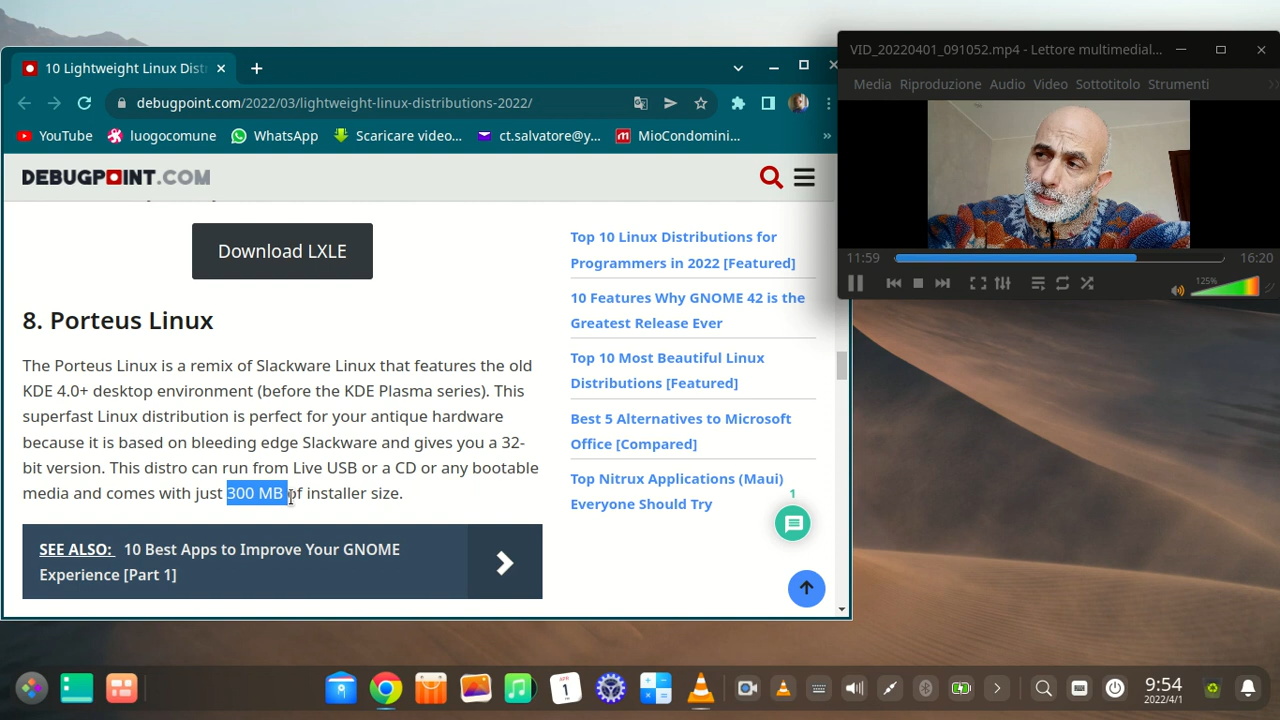 10 Lightweight Linux Dist
debugpoint.com/2022/03/lightweight-linux-distributions-2022/
YouTube
luogocomune
WhatsApp
Scaricare video...
ct.salvatore@y...
MioCondomini...
»
DEBUGPOINT.COM
Download LXLE
8. Porteus Linux
The Porteus Linux is a remix of Slackware Linux that features the old
KDE 4.0+ desktop environment (before the KDE Plasma series). This
superfast Linux distribution is perfect for your antique hardware
because it is based on bleeding edge Slackware and gives you a 32-
bit version. This distro can run from Live USB or a CD or any bootable
media and comes with just 300 MB of installer size.
SEE ALSO: 10 Best Apps to Improve Your GNOME
Experience [Part 1]
Top 10 Linux Distributions for
Programmers in 2022 [Featured]
10 Features Why GNOME 42 is the
Greatest Release Ever
Top 10 Most Beautiful Linux
Distributions [Featured]
Best 5 Alternatives to Microsoft
Office [Compared]
Top Nitrux Applications (Maui)
Everyone Should Try
1
VID_20220401_091052.mp4 - Lettore multimedial...
Media Riproduzione Audio Video Sottotitolo Strumenti
11:59
16:20
125%
APR
1
9:54
2022/4/1